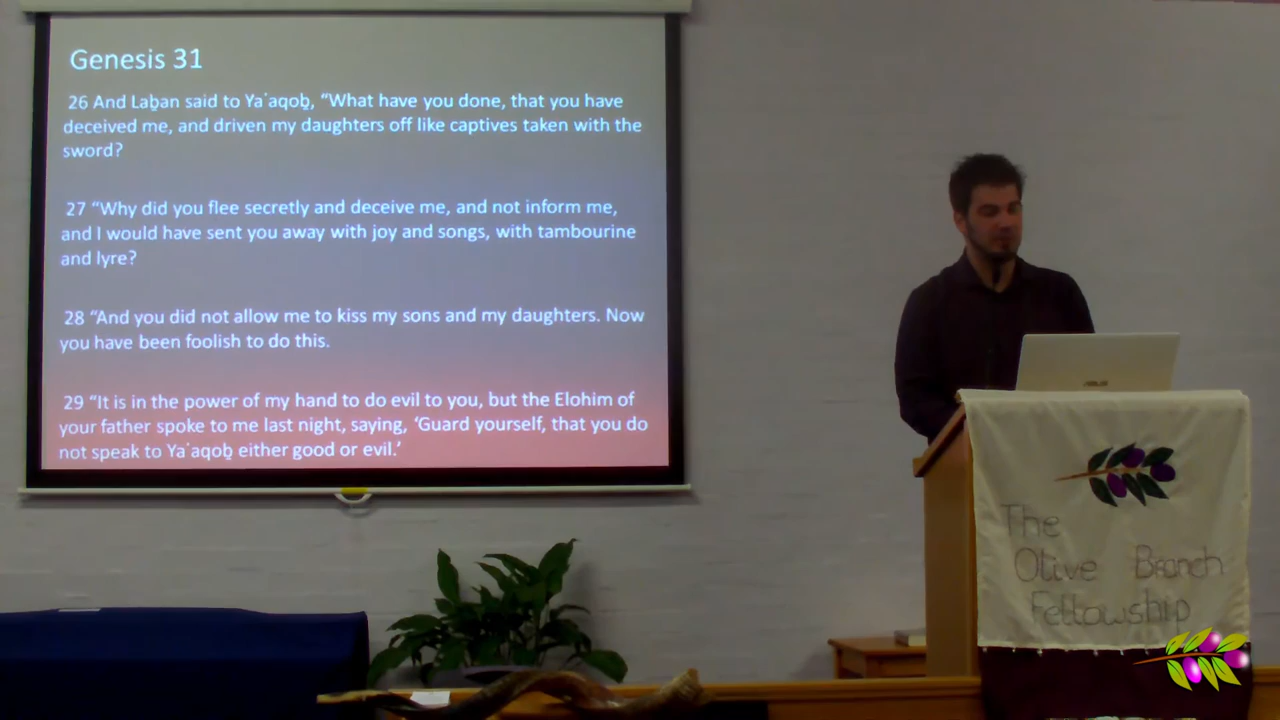 Genesis 31
26 And Laḇan said to Ya‛aqoḇ, “What have you done, that you have
deceived me, and driven my daughters off like captives taken with the
sword?
27 “Why did you flee secretly and deceive me, and not inform me,
and I would have sent you away with joy and songs, with tambourine
and lyre?
28 “And you did not allow me to kiss my sons and my daughters. Now
you have been foolish to do this.
29 “It is in the power of my hand to do evil to you, but the Elohim of
your father spoke to me last night, saying, ‘Guard yourself, that you do
not speak to Ya‛aqoḇ either good or evil.’
ASUS
The
Olive Branch
Fellowship